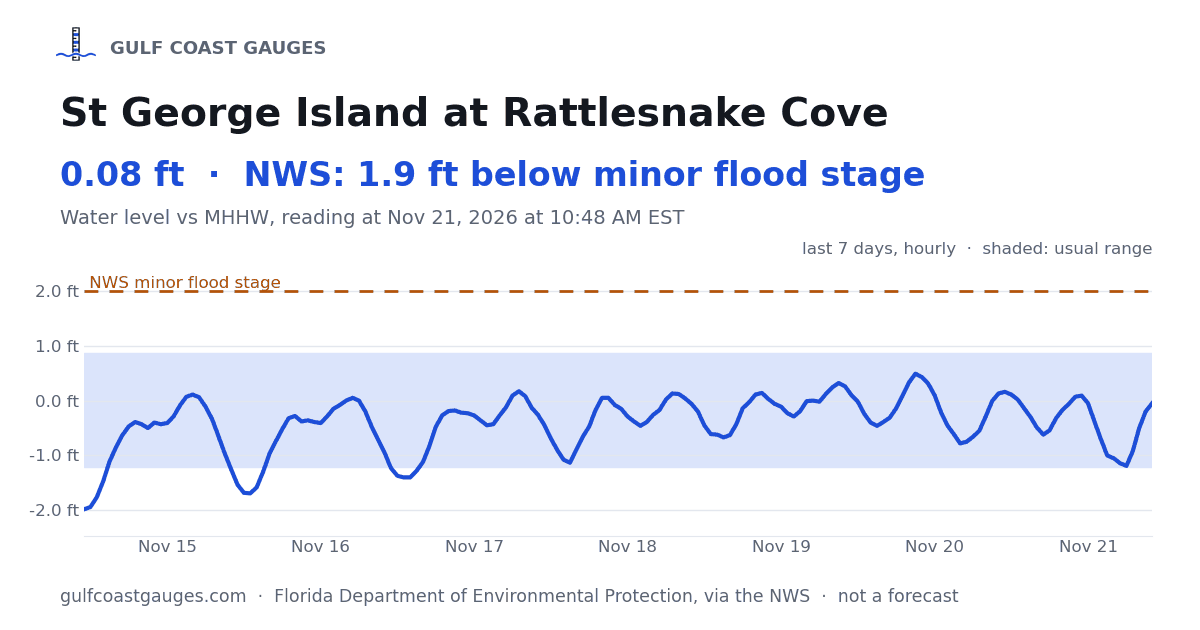 GULF COAST GAUGES
St George Island at Rattlesnake Cove
0.08 ft · NWS: 1.9 ft below minor flood stage
Water level vs MHHW, reading at Nov 21, 2026 at 10:48 AM EST
last 7 days, hourly · shaded: usual range
NWS minor flood stage
2.0 ft
1.0 ft
0.0 ft
-1.0 ft
-2.0 ft
Nov 15 Nov 16 Nov 17 Nov 18 Nov 19 Nov 20 Nov 21
gulfcoastgauges.com · Florida Department of Environmental Protection, via the NWS · not a forecast